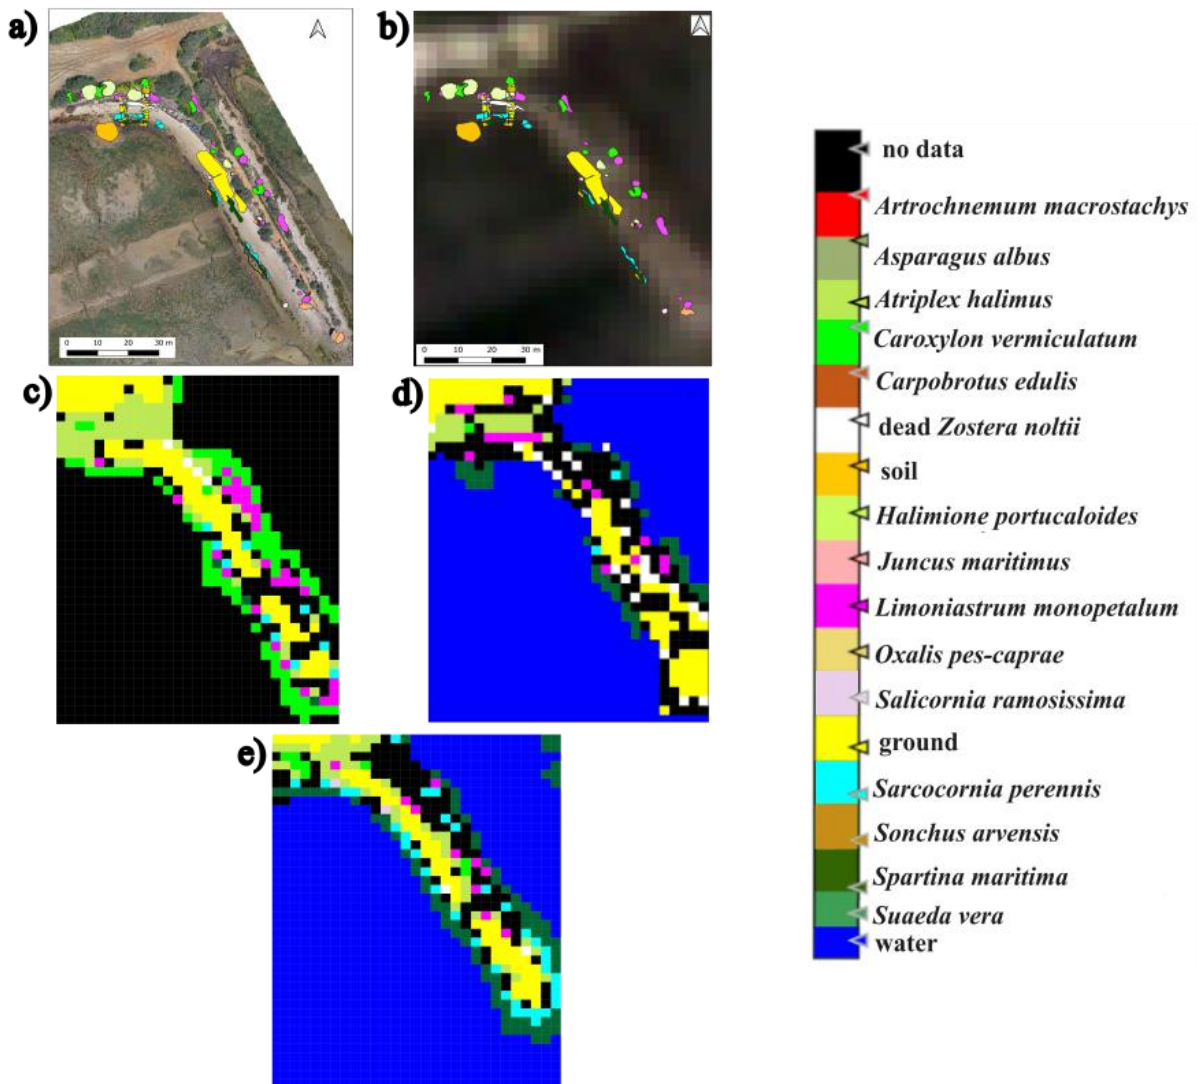 a)
b)
0 10 20 30 m
0 10 20 30 m
c)
d)
e)
no data
Artrochnemum macrostachys
Asparagus albus
Atriplex halimus
Caroxylon vermiculatum
Carpobrotus edulis
dead Zostera noltii
soil
Halimione portucaloides
Juncus maritimus
Limoniastrum monopetalum
Oxalis pes-caprae
Salicornia ramosissima
ground
Sarcocornia perennis
Sonchus arvensis
Spartina maritima
Suaeda vera
water